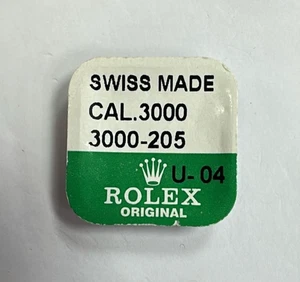 SWISS MADE
CAL.3000
3000-205
U- 04
ROLEX
ORIGINAL